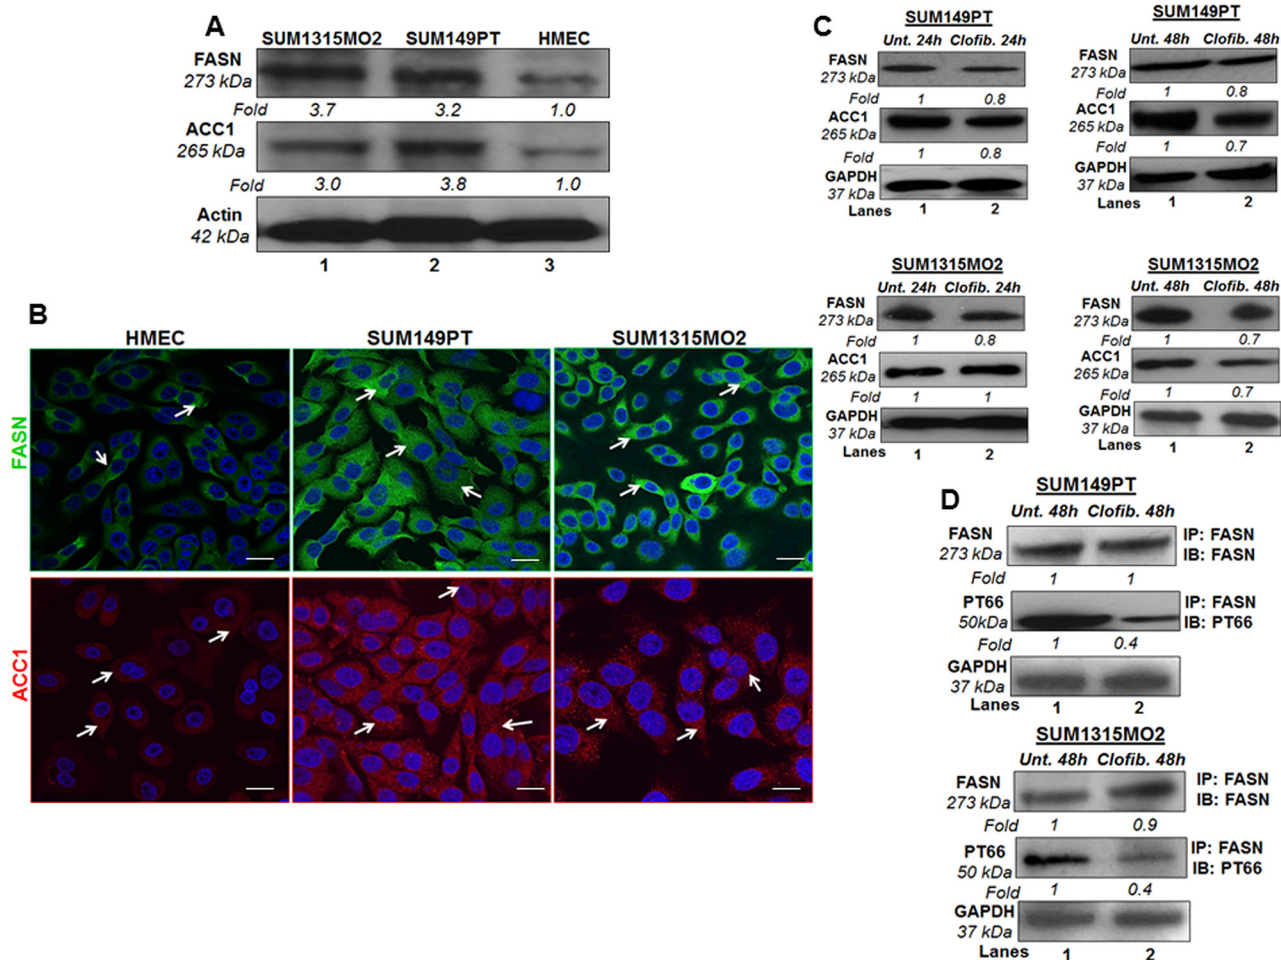 A
SUM1315MO2 SUM149PT HMEC
FASN
273 kDa
Fold 3.7 3.2 1.0
ACC1
265 kDa
Fold 3.0 3.8 1.0
Actin
42 kDa
1 2 3
B
HMEC SUM149PT SUM1315MO2
FASN
ACC1
C
SUM149PT
Unt. 24h Clofib. 24h
FASN
273 kDa
Fold 1 0.8
ACC1
265 kDa
Fold 1 0.8
GAPDH
37 kDa
Lanes 1 2
SUM149PT
Unt. 48h Clofib. 48h
FASN
273 kDa
Fold 1 0.8
ACC1
265 kDa
Fold 1 0.7
GAPDH
37 kDa
Lanes 1 2
SUM1315MO2
Unt. 24h Clofib. 24h
FASN
273 kDa
Fold 1 0.8
ACC1
265 kDa
Fold 1 1
GAPDH
37 kDa
Lanes 1 2
SUM1315MO2
Unt. 48h Clofib. 48h
FASN
273 kDa
Fold 1 0.7
ACC1
265 kDa
Fold 1 0.7
GAPDH
37 kDa
Lanes 1 2
D
SUM149PT
Unt. 48h Clofib. 48h
FASN
273 kDa
IP: FASN
IB: FASN
Fold 1 1
PT66
50kDa
IP: FASN
IB: PT66
Fold 1 0.4
GAPDH
37 kDa
Lanes 1 2
SUM1315MO2
Unt. 48h Clofib. 48h
FASN
273 kDa
IP: FASN
IB: FASN
Fold 1 0.9
PT66
50 kDa
IP: FASN
IB: PT66
Fold 1 0.4
GAPDH
37 kDa
Lanes 1 2